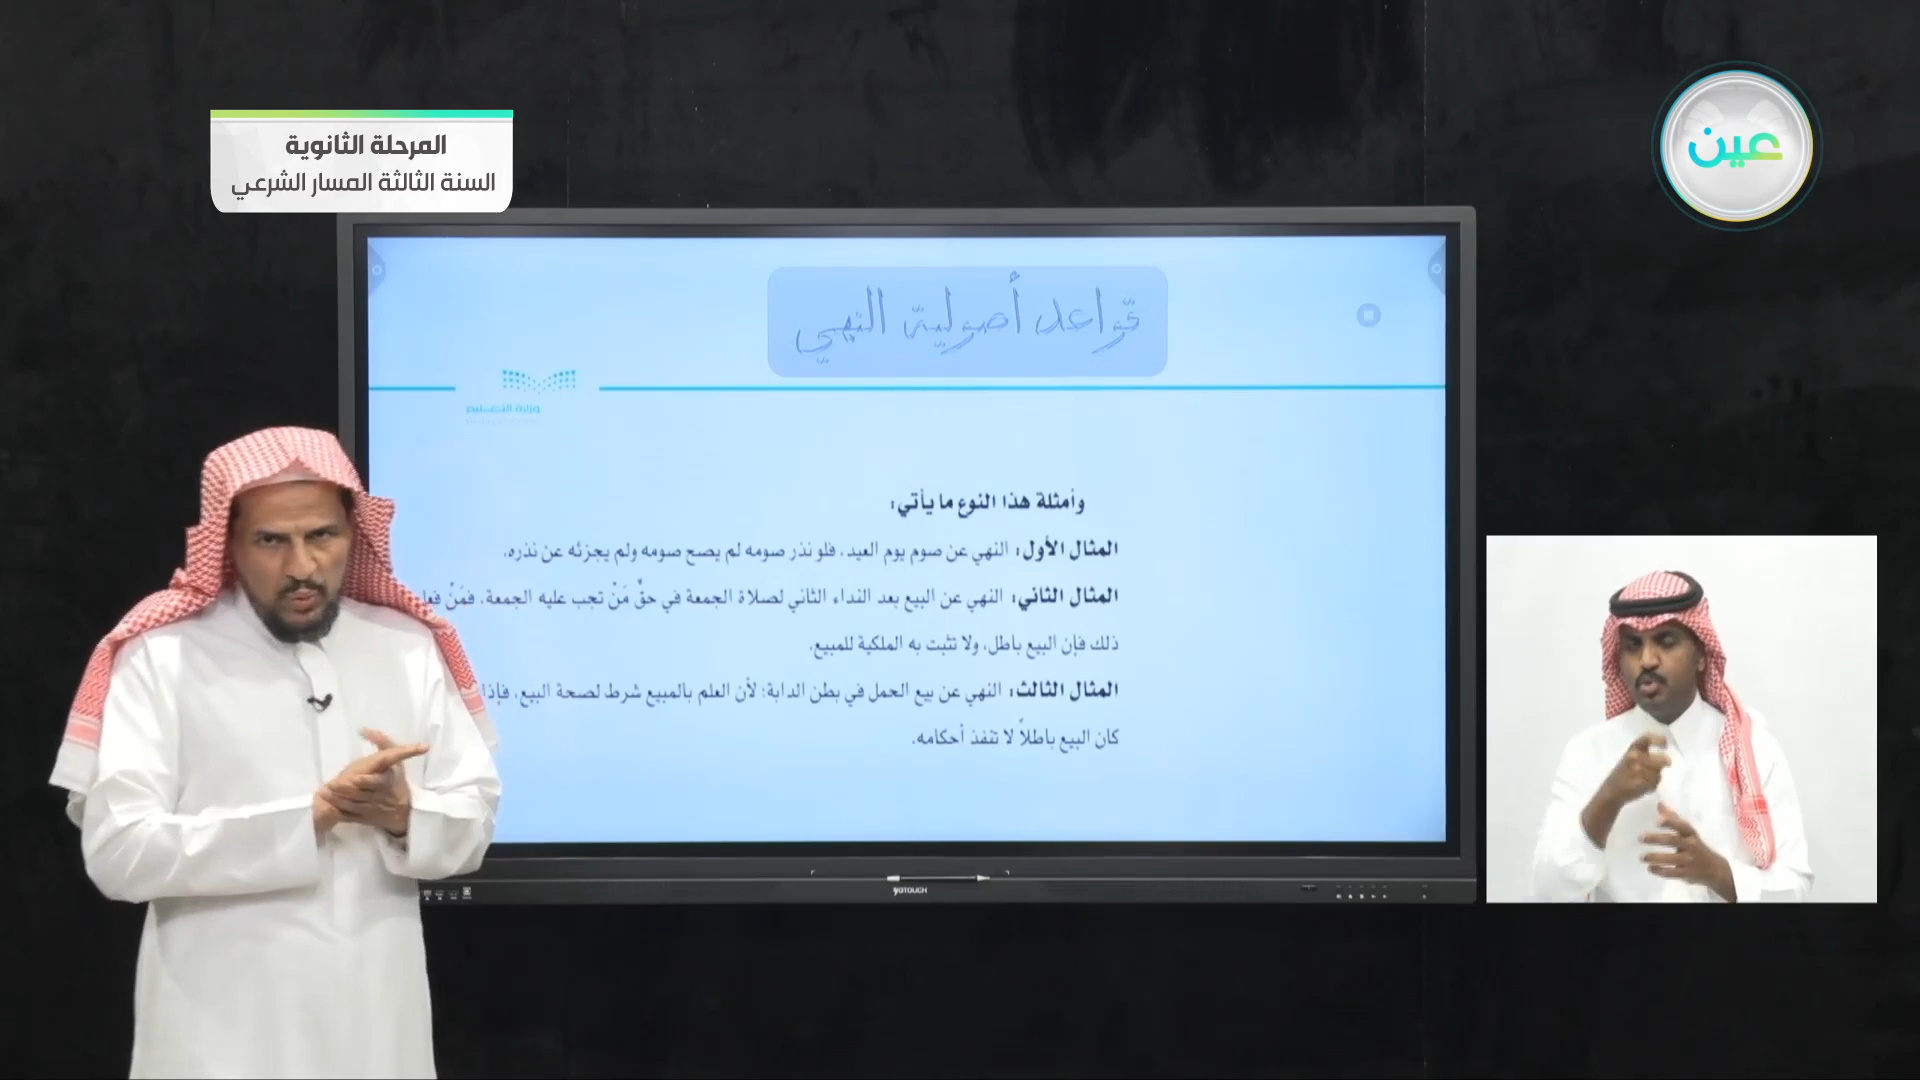 المرحلة الثانوية
السنة الثالثة المسار الشرعي
عين
قواعد أصولية النهي
وزارة التعليم
وأمثلة هذا النوع ما يأتي:
المثال الأول: النهي عن صوم يوم العيد، فلو نذر صومه لم يصح صومه ولم يجزئه عن نذره.
المثال الثاني: النهي عن البيع بعد النداء الثاني لصلاة الجمعة في حقِّ مَنْ تجب عليه الجمعة، فمَنْ
ذلك فإن البيع باطل، ولا تثبت به الملكية للمبيع.
المثال الثالث: النهي عن بيع الحمل في بطن الدابة؛ لأن العلم بالمبيع شرط لصحة البيع، فإذا
كان البيع باطلاً لا تنفذ أحكامه.